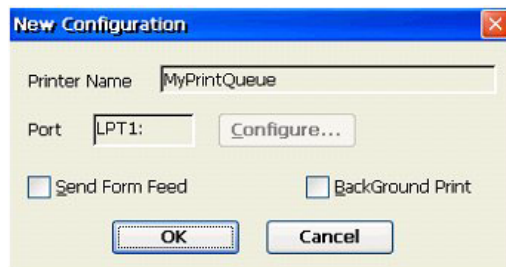 New Configuration
Printer Name MyPrintQueue
Port LPT1: Configure...
Send Form Feed BackGround Print
OK Cancel